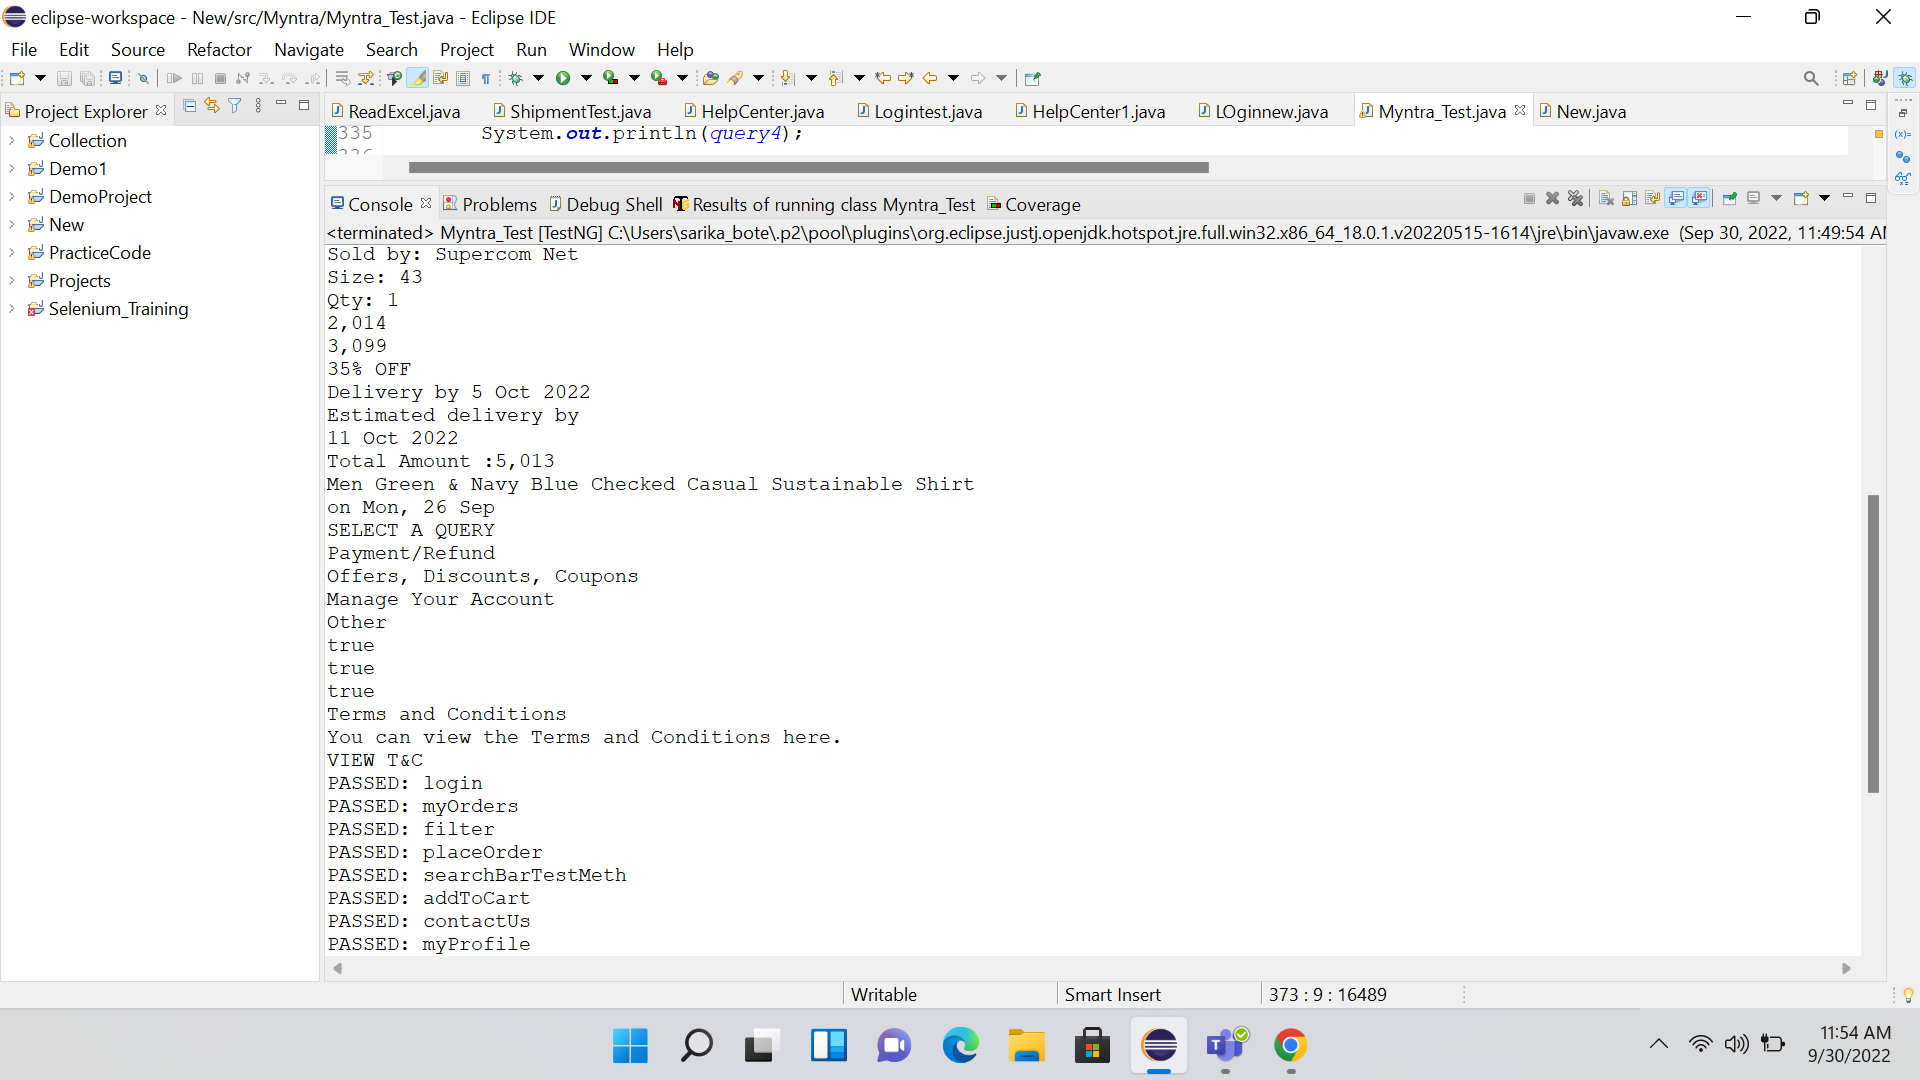 eclipse-workspace - New/src/Myntra/Myntra_Test.java - Eclipse IDE
File Edit Source Refactor Navigate Search Project Run Window Help
Project Explorer
Collection
Demo1
DemoProject
New
PracticeCode
Projects
Selenium_Training
ReadExcel.java ShipmentTest.java HelpCenter.java Logintest.java HelpCenter1.java LOginnew.java Myntra_Test.java New.java
335 System.out.println(query4);
336
Console Problems Debug Shell Results of running class Myntra_Test Coverage
<terminated> Myntra_Test [TestNG] C:\Users\sarika_bote\.p2\pool\plugins\org.eclipse.justj.openjdk.hotspot.jre.full.win32.x86_64_18.0.1.v20220515-1614\jre\bin\javaw.exe (Sep 30, 2022, 11:49:54 AM
Sold by: Supercom Net
Size: 43
Qty: 1
2,014
3,099
35% OFF
Delivery by 5 Oct 2022
Estimated delivery by
11 Oct 2022
Total Amount :5,013
Men Green & Navy Blue Checked Casual Sustainable Shirt
on Mon, 26 Sep
SELECT A QUERY
Payment/Refund
Offers, Discounts, Coupons
Manage Your Account
Other
true
true
true
Terms and Conditions
You can view the Terms and Conditions here.
VIEW T&C
PASSED: login
PASSED: myOrders
PASSED: filter
PASSED: placeOrder
PASSED: searchBarTestMeth
PASSED: addToCart
PASSED: contactUs
PASSED: myProfile
Writable Smart Insert 373 : 9 : 16489
11:54 AM
9/30/2022